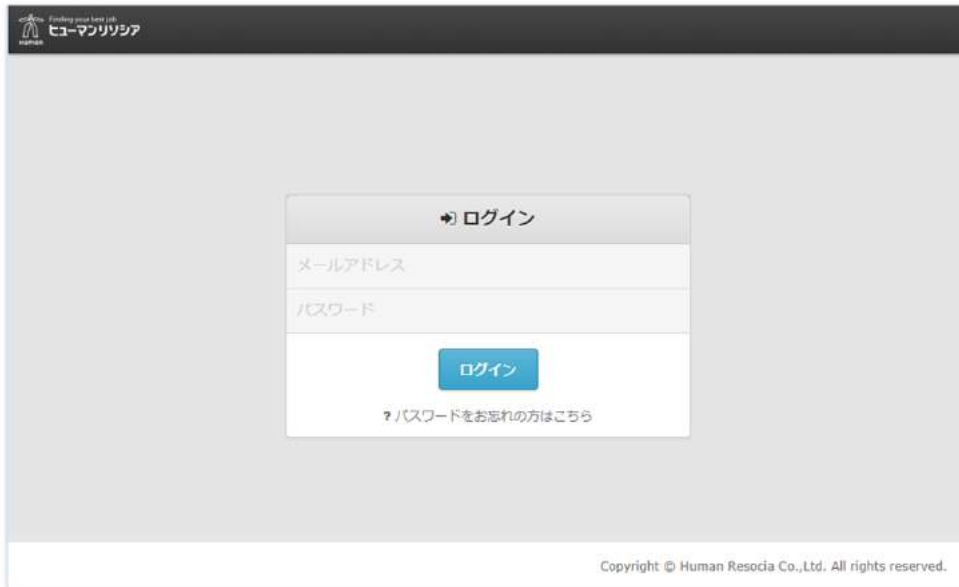 Finding your best job
ヒューマンリソシア
HUMAN
ログイン
メールアドレス
パスワード
ログイン
? パスワードをお忘れの方はこちら
Copyright © Human Resocia Co.,Ltd. All rights reserved.